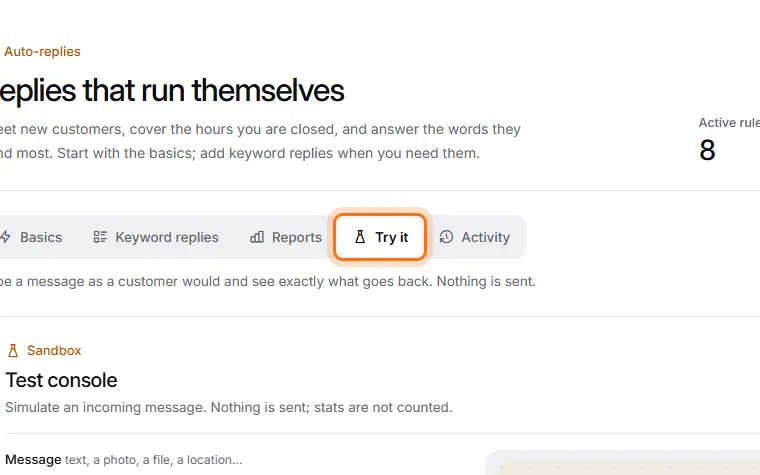 Auto-replies
eplies that run themselves
eet new customers, cover the hours you are closed, and answer the words they
nd most. Start with the basics; add keyword replies when you need them.
Active rule
8
Basics Keyword replies Reports Try it Activity
pe a message as a customer would and see exactly what goes back. Nothing is sent.
Sandbox
Test console
Simulate an incoming message. Nothing is sent; stats are not counted.
Message text, a photo, a file, a location...